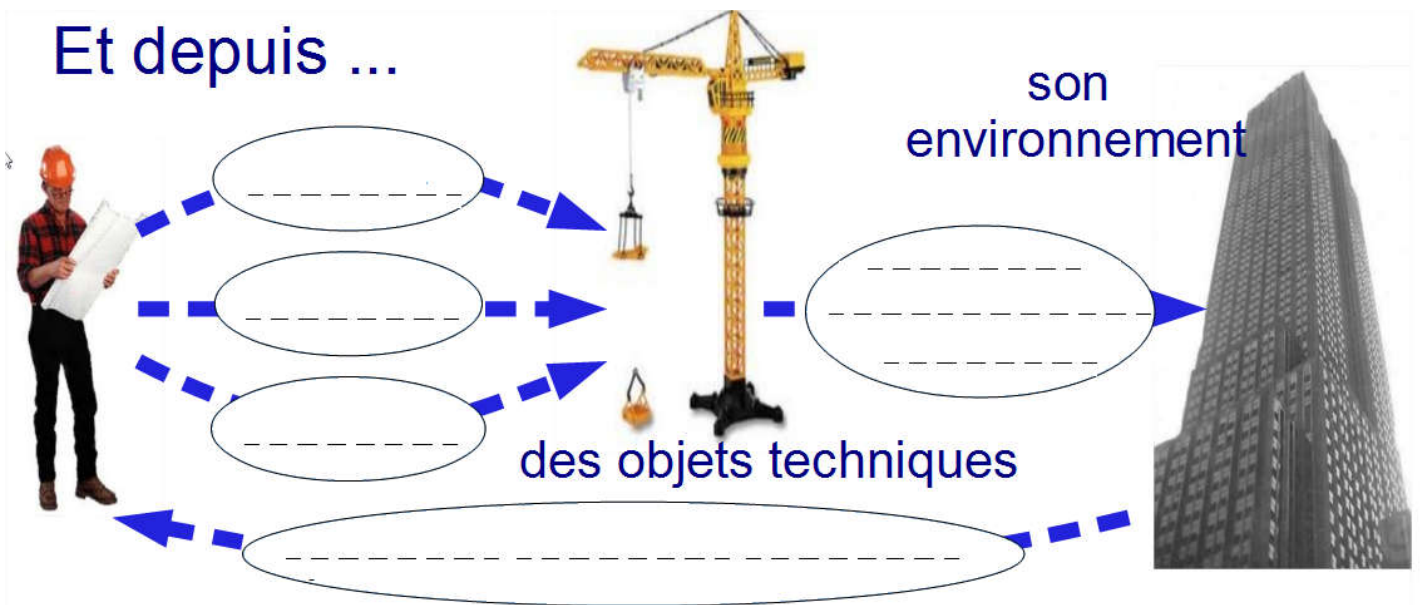 Et depuis ...
son
environnement
des objets techniques